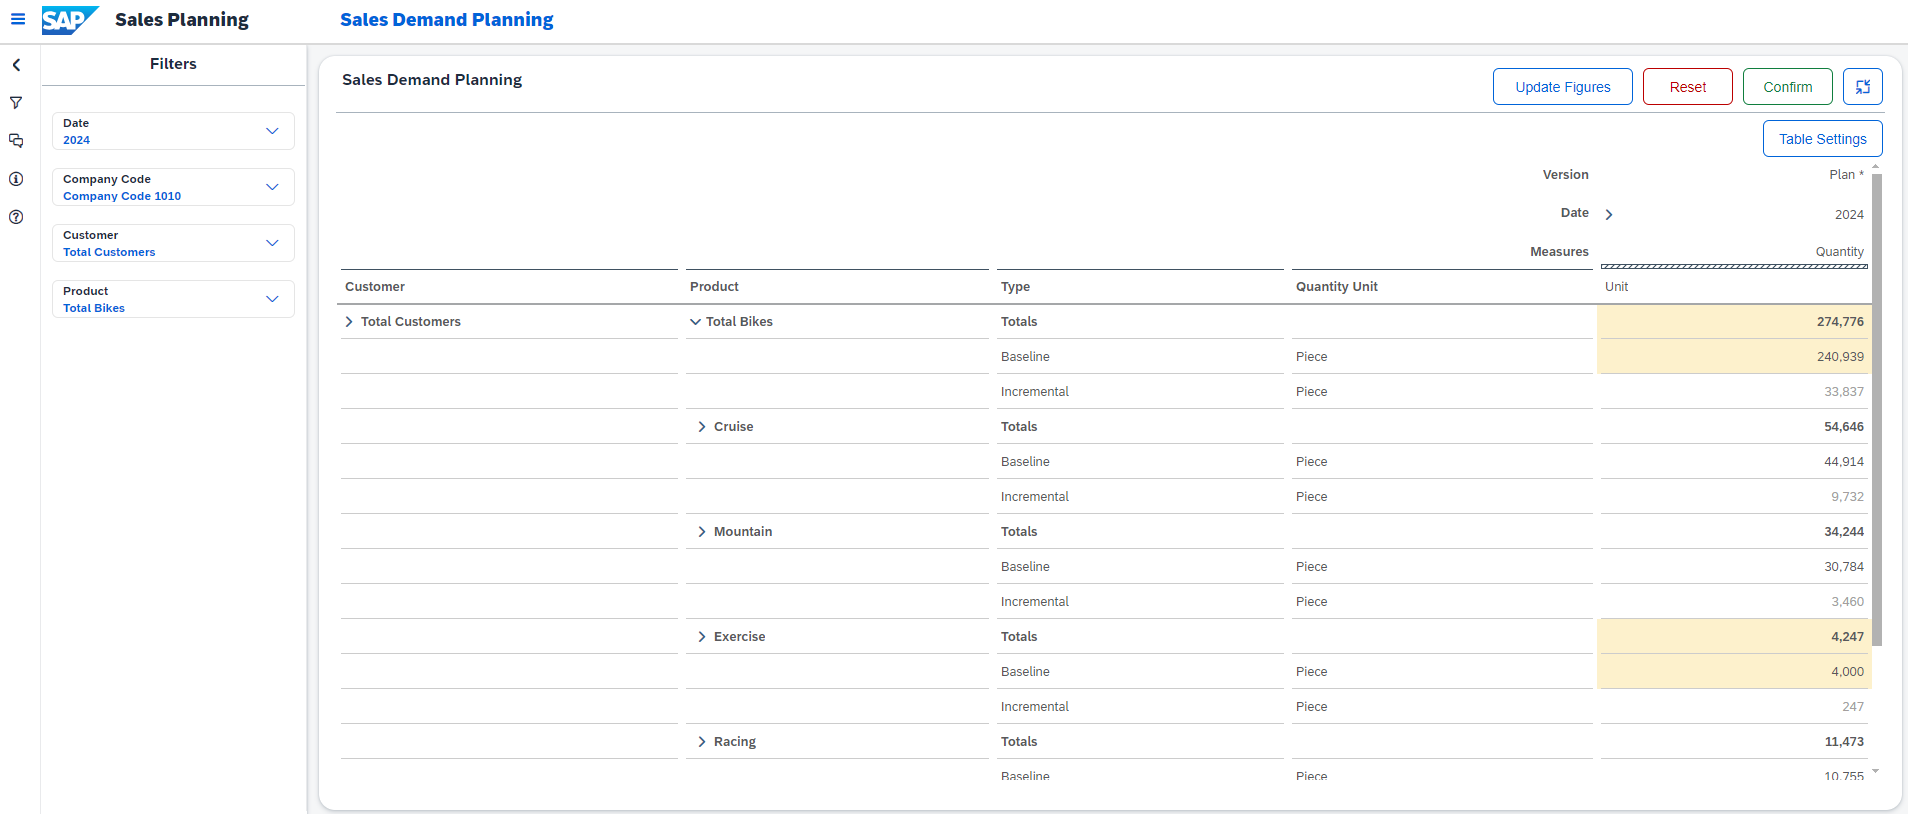 SAP Sales Planning Sales Demand Planning
Filters
Date
2024
Company Code
Company Code 1010
Customer
Total Customers
Product
Total Bikes
Sales Demand Planning
Update Figures Reset Confirm
Table Settings
Version Plan *
Date 2024
Measures Quantity
Customer Product Type Quantity Unit Unit
Total Customers Total Bikes Totals 274,776
Baseline Piece 240,939
Incremental Piece 33,837
Cruise Totals 54,646
Baseline Piece 44,914
Incremental Piece 9,732
Mountain Totals 34,244
Baseline Piece 30,784
Incremental Piece 3,460
Exercise Totals 4,247
Baseline Piece 4,000
Incremental Piece 247
Racing Totals 11,473
Baseline Piece 10,755